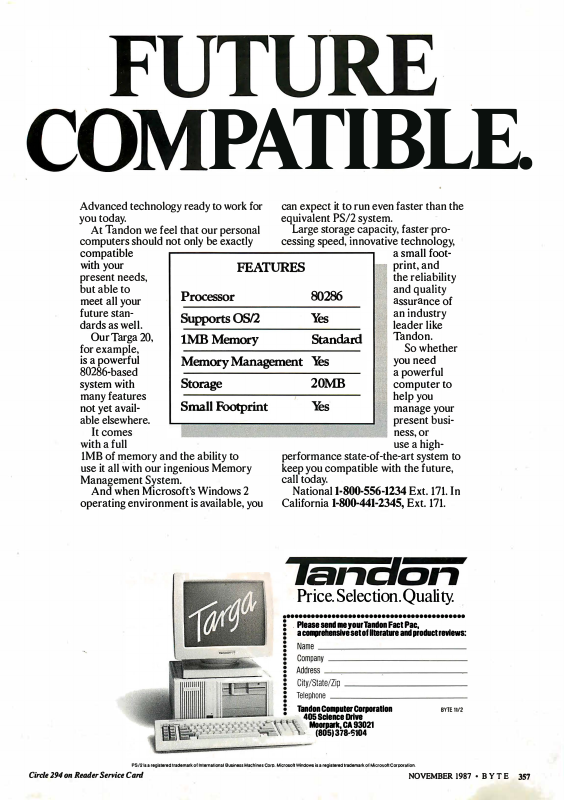 FUTURE
COMPATIBLE.
Advanced technology ready to work for
you today.
At Tandon we feel that our personal
computers should not only be exactly
compatible
with your
present needs,
but able to
meet all your
future stan-
dards as well.
Our Targa 20,
for example,
is a powerful
80286-based
system with
many features
not yet avail-
able elsewhere.
It comes
with a full
1MB of memory and the ability to
use it all with our ingenious Memory
Management System.
And when Microsoft's Windows 2
operating environment is available, you
can expect it to run even faster than the
equivalent PS/2 system.
Large storage capacity, faster pro-
cessing speed, innovative technology,
a small foot-
print, and
the reliability
and quality
assurance of
an industry
leader like
Tandon.
So whether
you need
a powerful
computer to
help you
manage your
present busi-
ness, or
use a high-
performance state-of-the-art system to
keep you compatible with the future,
call today.
National 1-800-556-1234 Ext. 171. In
California 1-800-441-2345, Ext. 171.
FEATURES
Processor 80286
Supports OS/2 Yes
1MB Memory Standard
Memory Management Yes
Storage 20MB
Small Footprint Yes
Targa
Tandon
Price. Selection. Quality.
Please send me your Tandon Fact Pac,
a comprehensive set of literature and product reviews:
Name
Company
Address
City/State/Zip
Telephone
Tandon Computer Corporation BYTE 11/2
405 Science Drive
Moorpark, CA 93021
(805) 378-6104
PS/2 is a registered trademark of International Business Machines Corp. Microsoft Windows is a registered trademark of Microsoft Corporation.
Circle 294 on Reader Service Card
NOVEMBER 1987 • BYTE 357